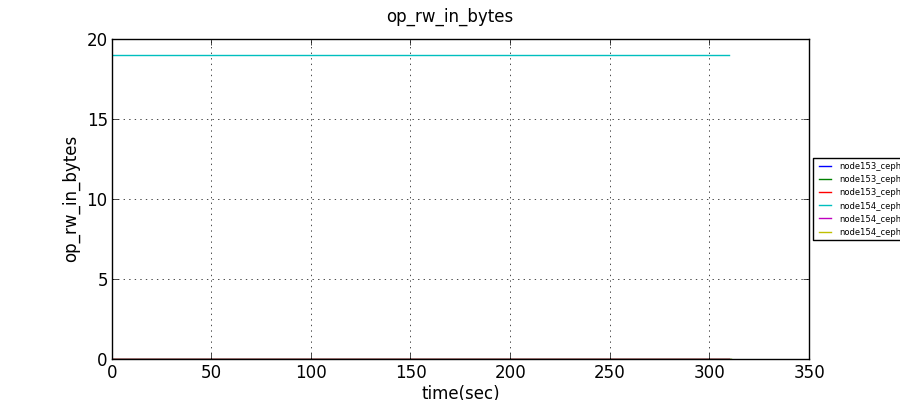 op_rw_in_bytes
20
15
10
5
0
op_rw_in_bytes
0 50 100 150 200 250 300 350
time(sec)
node153_ceph
node153_ceph
node153_ceph
node154_ceph
node154_ceph
node154_ceph